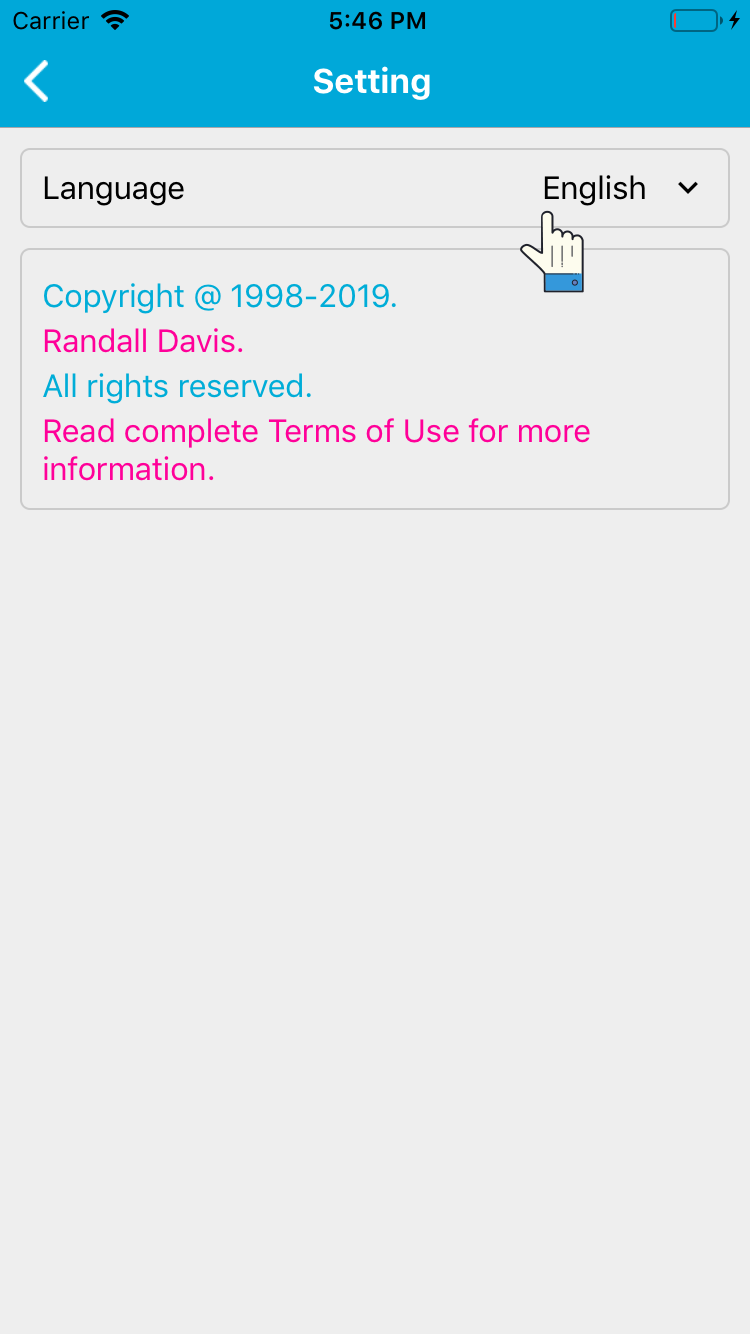 Carrier 5:46 PM
Setting
Language English
Copyright @ 1998-2019.
Randall Davis.
All rights reserved.
Read complete Terms of Use for more
information.